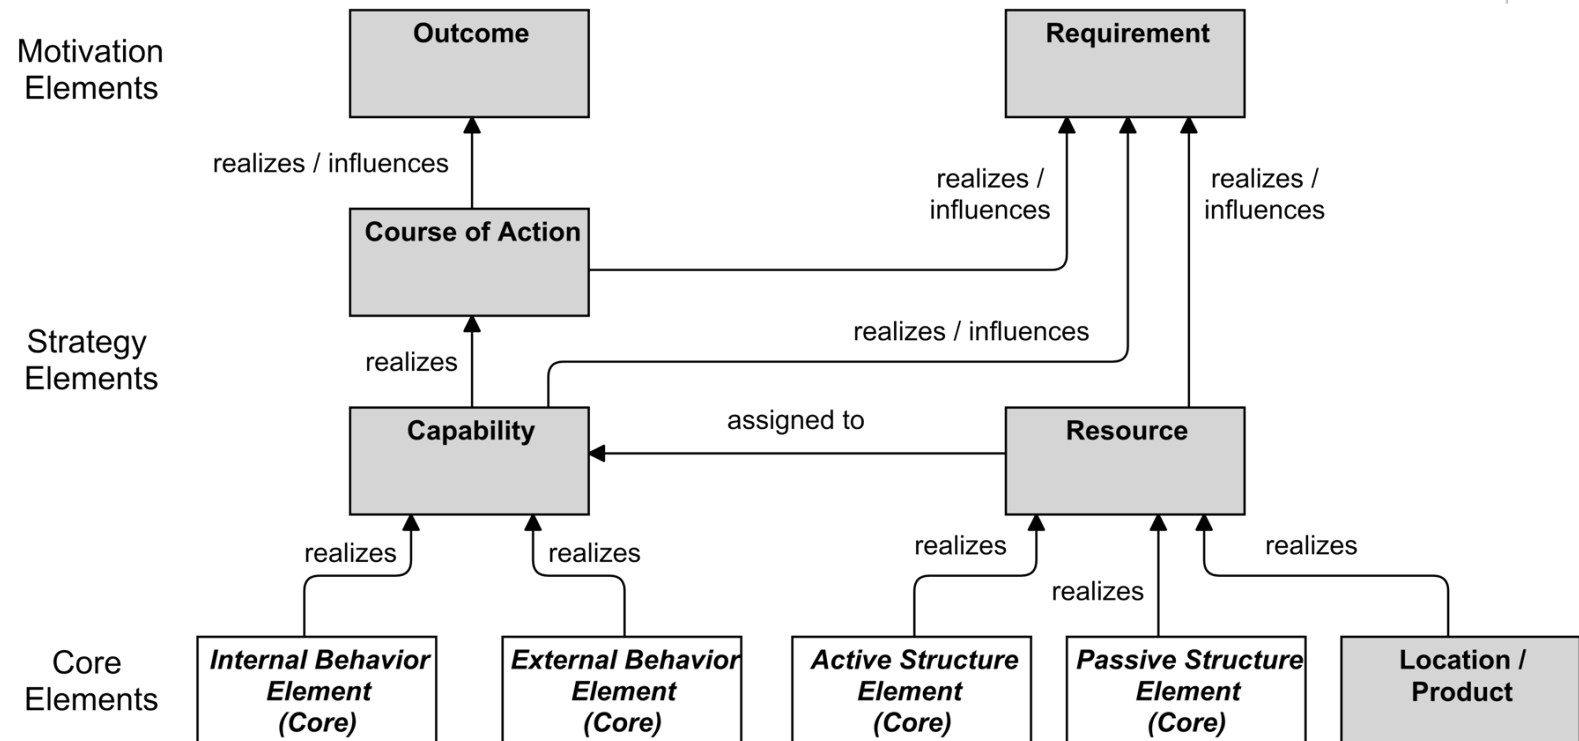 Motivation
Elements
Outcome
Requirement
realizes / influences
realizes /
influences
realizes /
influences
Course of Action
Strategy
Elements
realizes / influences
realizes
Capability
assigned to
Resource
realizes
realizes
realizes
realizes
realizes
Core
Elements
Internal Behavior
Element
(Core)
External Behavior
Element
(Core)
Active Structure
Element
(Core)
Passive Structure
Element
(Core)
Location /
Product